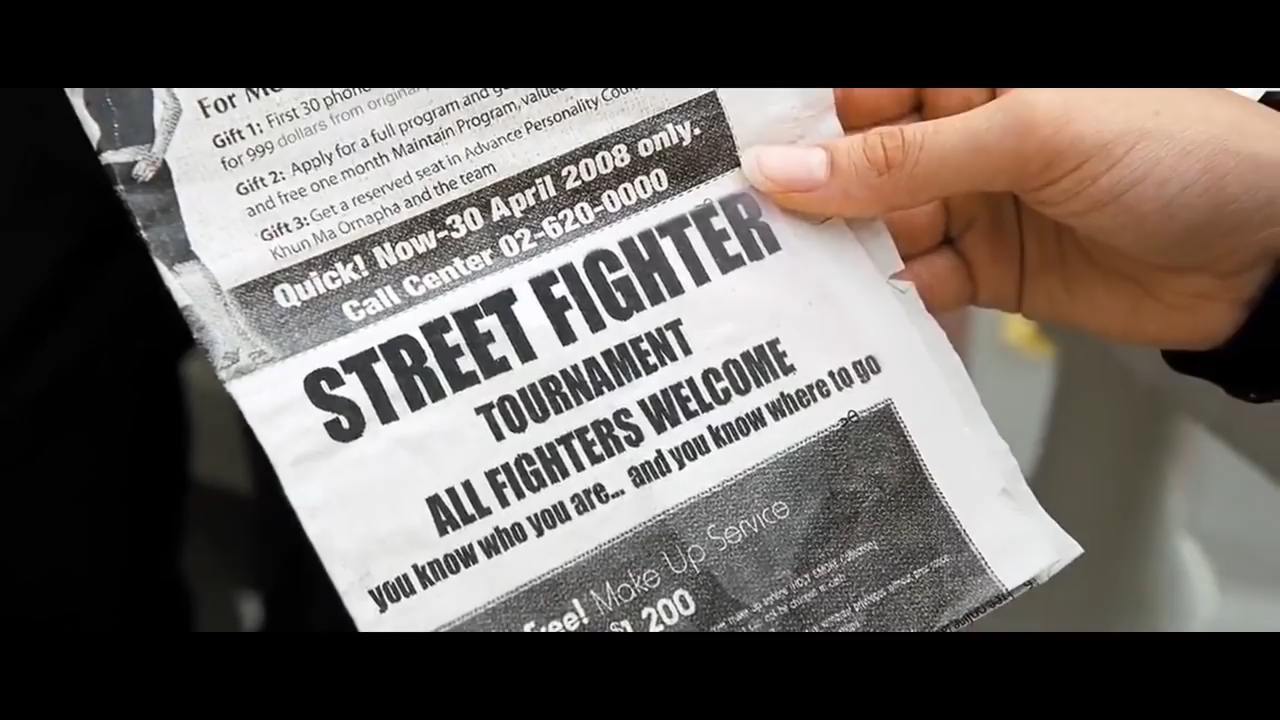 For
Gift 1: First 30 phone
for 999 dollars from original
Gift 2: Apply for a full program and
and free one month Maintain Program, valued
Gift 3: Get a reserved seat in Advance Personality
Khun Ma Ornapha and the team
Quick! Now-30 April 2008 only.
Call Center 02-620-0000
STREET FIGHTER
TOURNAMENT
ALL FIGHTERS WELCOME
you know who you are... and you know where to go
Free! Make Up Service
200